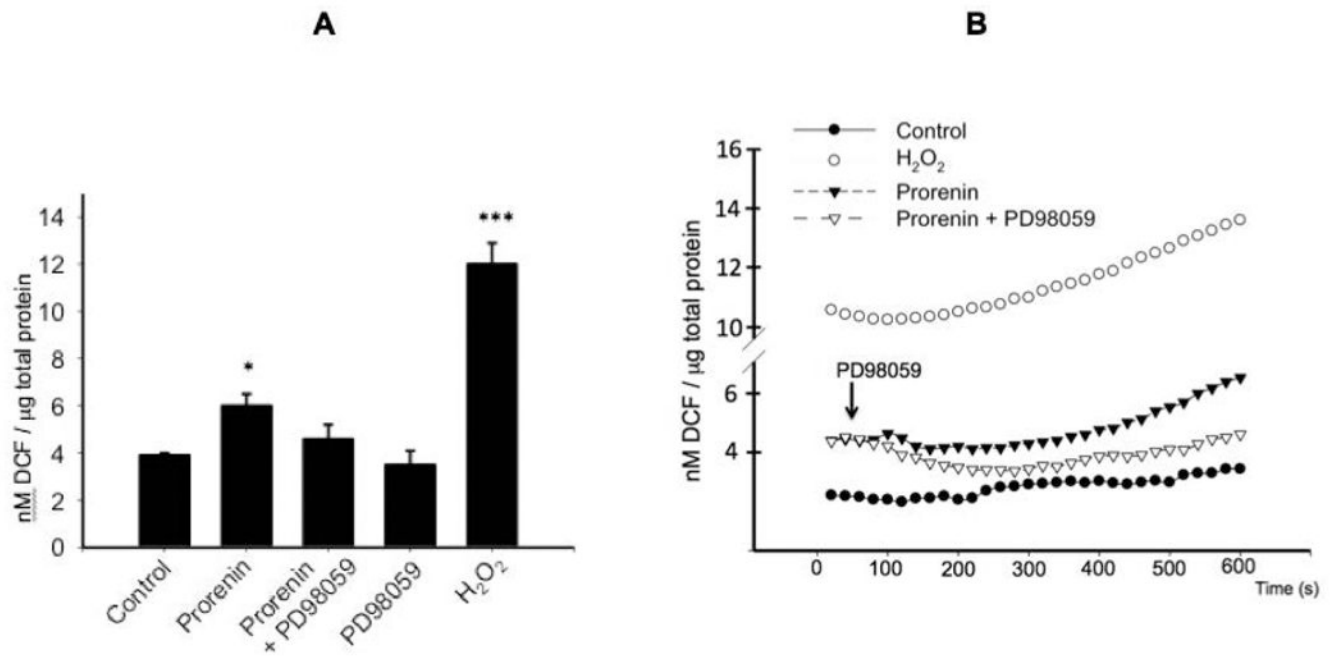 A
nM DCF / μg total protein
14
12
10
8
6
4
2
0
*
***
Control
Prorenin
Prorenin
+ PD98059
PD98059
H₂O₂
B
nM DCF / μg total protein
16
14
12
10
6
4
Control
H₂O₂
Prorenin
Prorenin + PD98059
PD98059
0
100
200
300
400
500
600
Time (s)